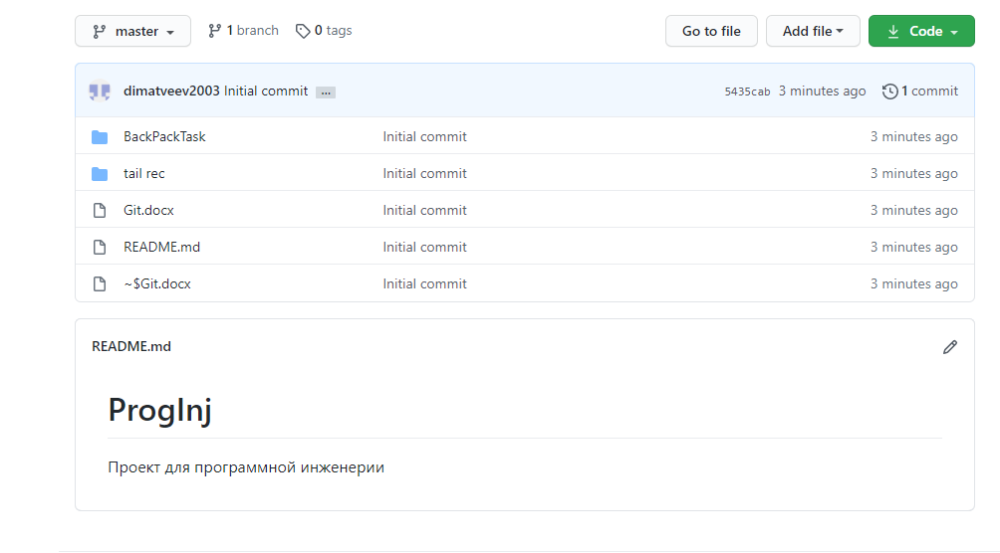 master 1 branch 0 tags Go to file Add file Code
dimatveev2003 Initial commit ... 5435cab 3 minutes ago 1 commit
BackPackTask Initial commit 3 minutes ago
tail rec Initial commit 3 minutes ago
Git.docx Initial commit 3 minutes ago
README.md Initial commit 3 minutes ago
~$Git.docx Initial commit 3 minutes ago
README.md
ProgInj
Проект для программной инженерии